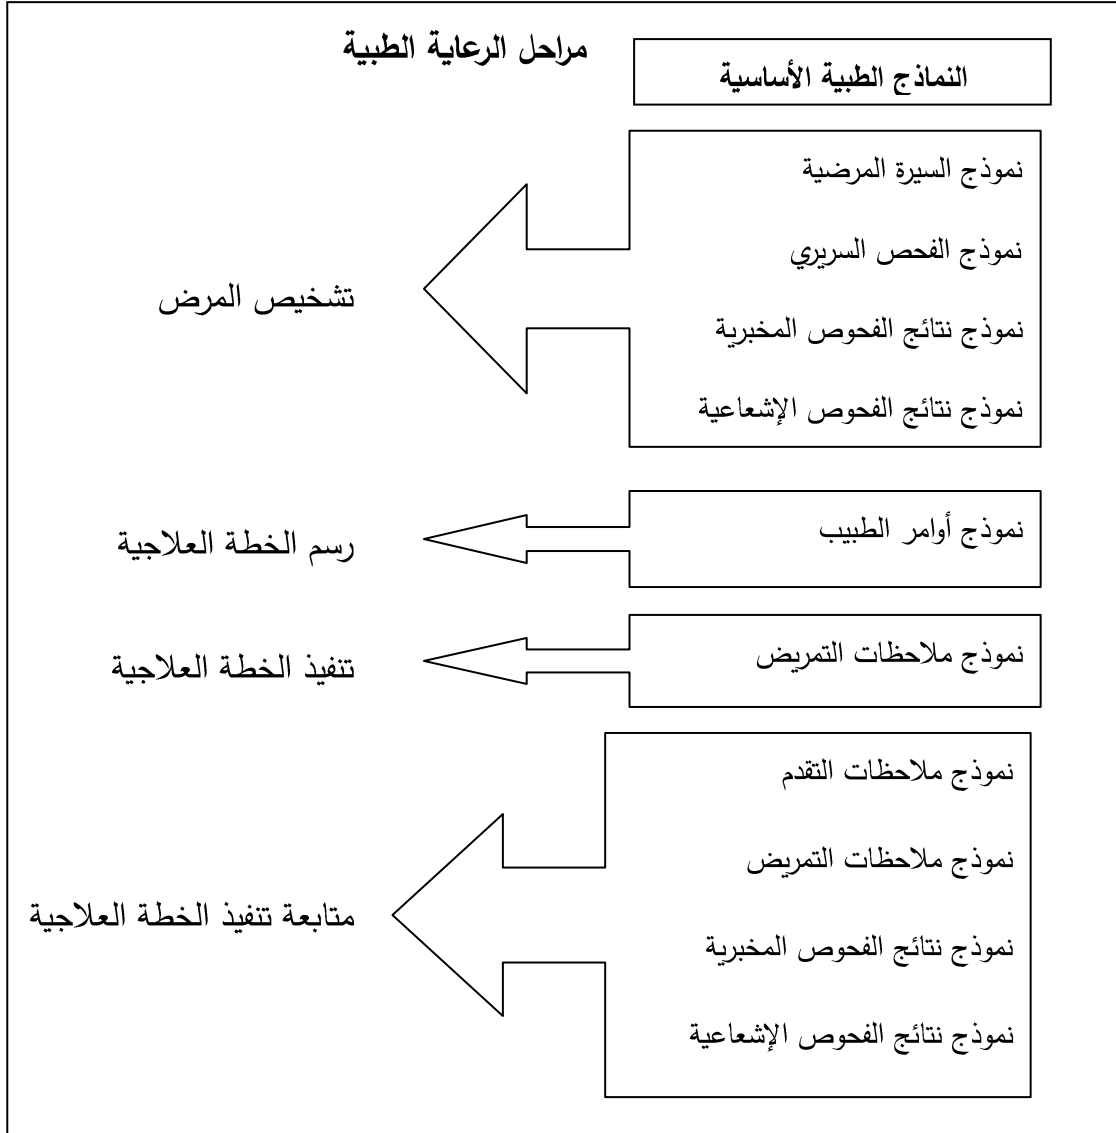 النماذج الطبية الأساسية
مراحل الرعاية الطبية
نموذج السيرة المرضية
نموذج الفحص السريري
نموذج نتائج الفحوص المخبرية
نموذج نتائج الفحوص الإشعاعية
تشخيص المرض
نموذج أوامر الطبيب
رسم الخطة العلاجية
نموذج ملاحظات التمريض
تنفيذ الخطة العلاجية
نموذج ملاحظات التقدم
نموذج ملاحظات التمريض
نموذج نتائج الفحوص المخبرية
نموذج نتائج الفحوص الإشعاعية
متابعة تنفيذ الخطة العلاجية